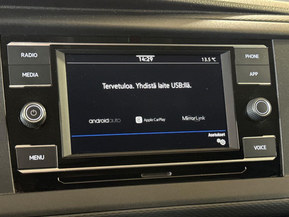 RADIO
14:29
13.5 °C
PHONE
MEDIA
APP
Tervetuloa. Yhdistä laite USB:llä.
androidauto
Apple CarPlay
MirrorLink
Asetukset
MENU
VOICE